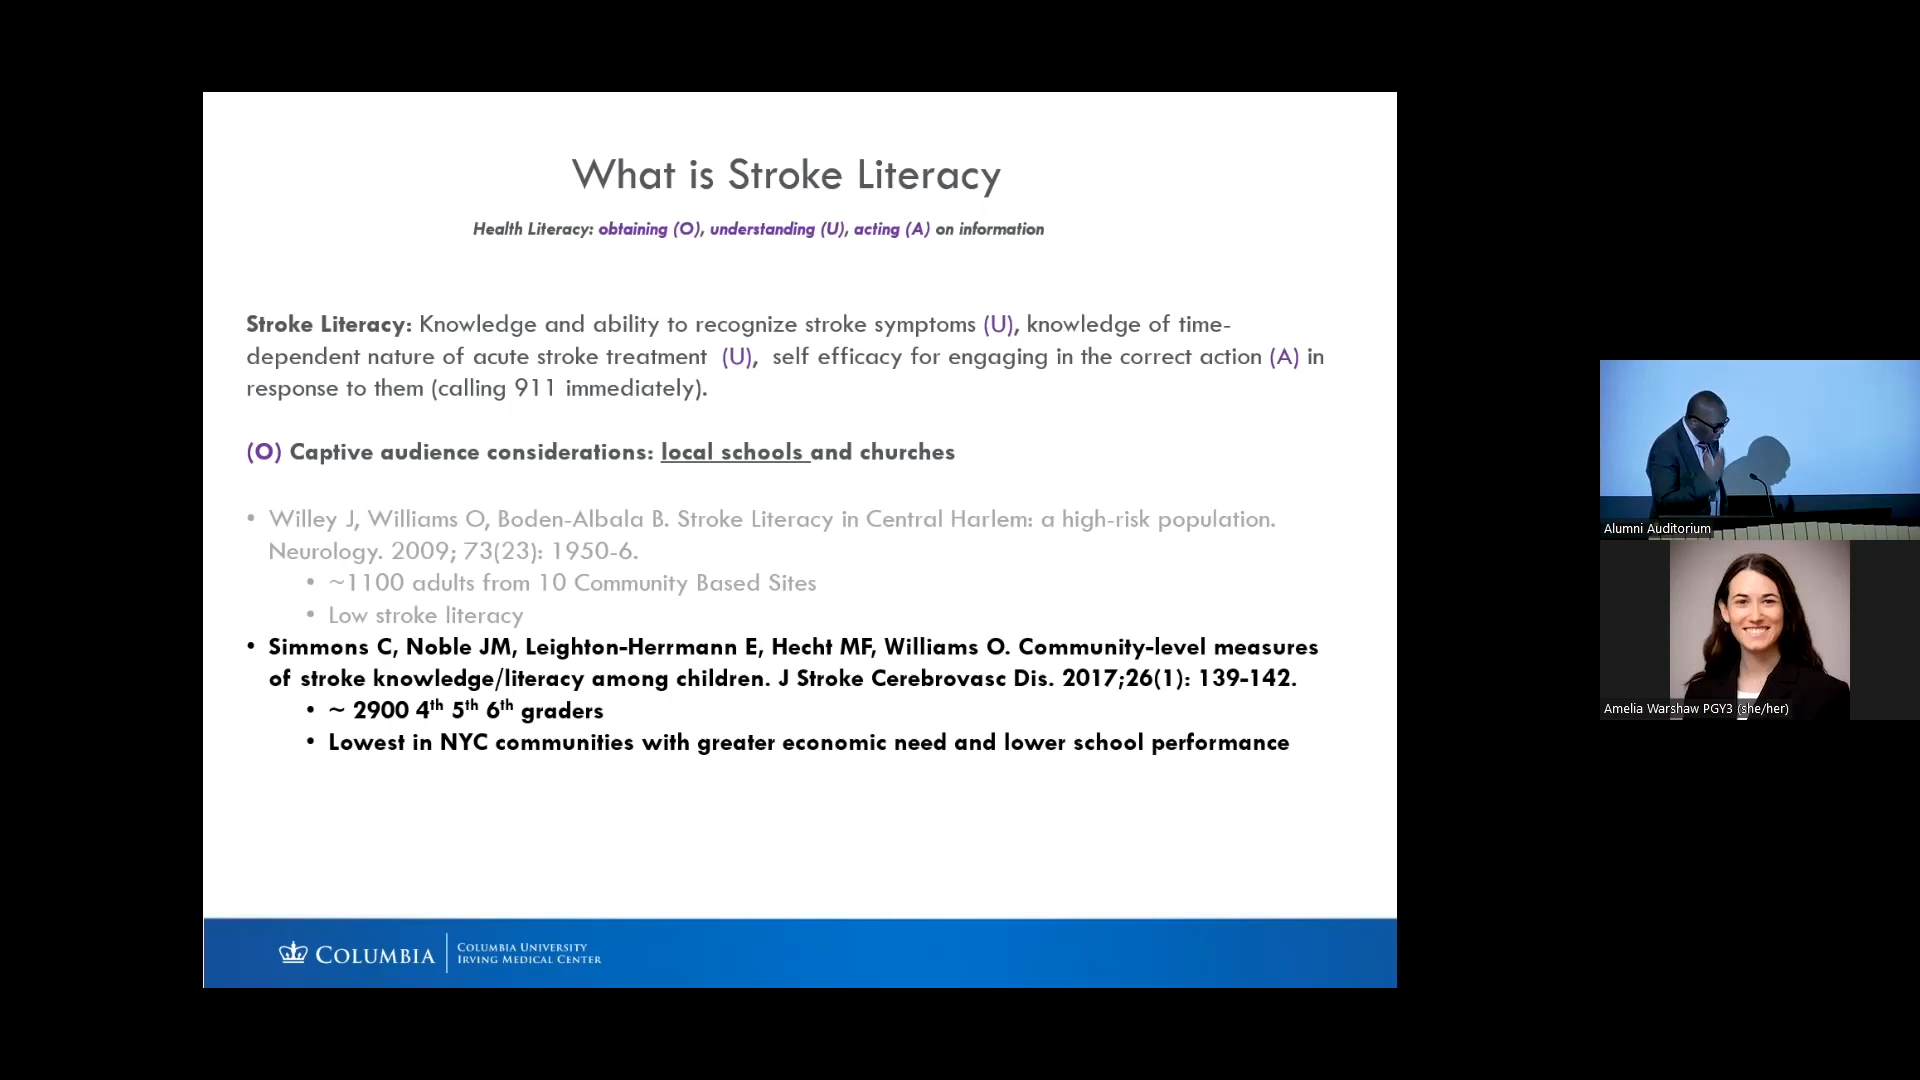 What is Stroke Literacy
Health Literacy: obtaining (O), understanding (U), acting (A) on information
Stroke Literacy: Knowledge and ability to recognize stroke symptoms (U), knowledge of time-
dependent nature of acute stroke treatment (U), self efficacy for engaging in the correct action (A) in
response to them (calling 911 immediately).
(O) Captive audience considerations: local schools and churches
• Willey J, Williams O, Boden-Albala B. Stroke Literacy in Central Harlem: a high-risk population.
Neurology. 2009; 73(23): 1950-6.
• ~1100 adults from 10 Community Based Sites
• Low stroke literacy
• Simmons C, Noble JM, Leighton-Herrmann E, Hecht MF, Williams O. Community-level measures
of stroke knowledge/literacy among children. J Stroke Cerebrovasc Dis. 2017;26(1): 139-142.
• ~ 2900 4th 5th 6th graders
• Lowest in NYC communities with greater economic need and lower school performance
COLUMBIA
COLUMBIA UNIVERSITY
IRVING MEDICAL CENTER
Alumni Auditorium
Amelia Warshaw PGY3 (she/her)